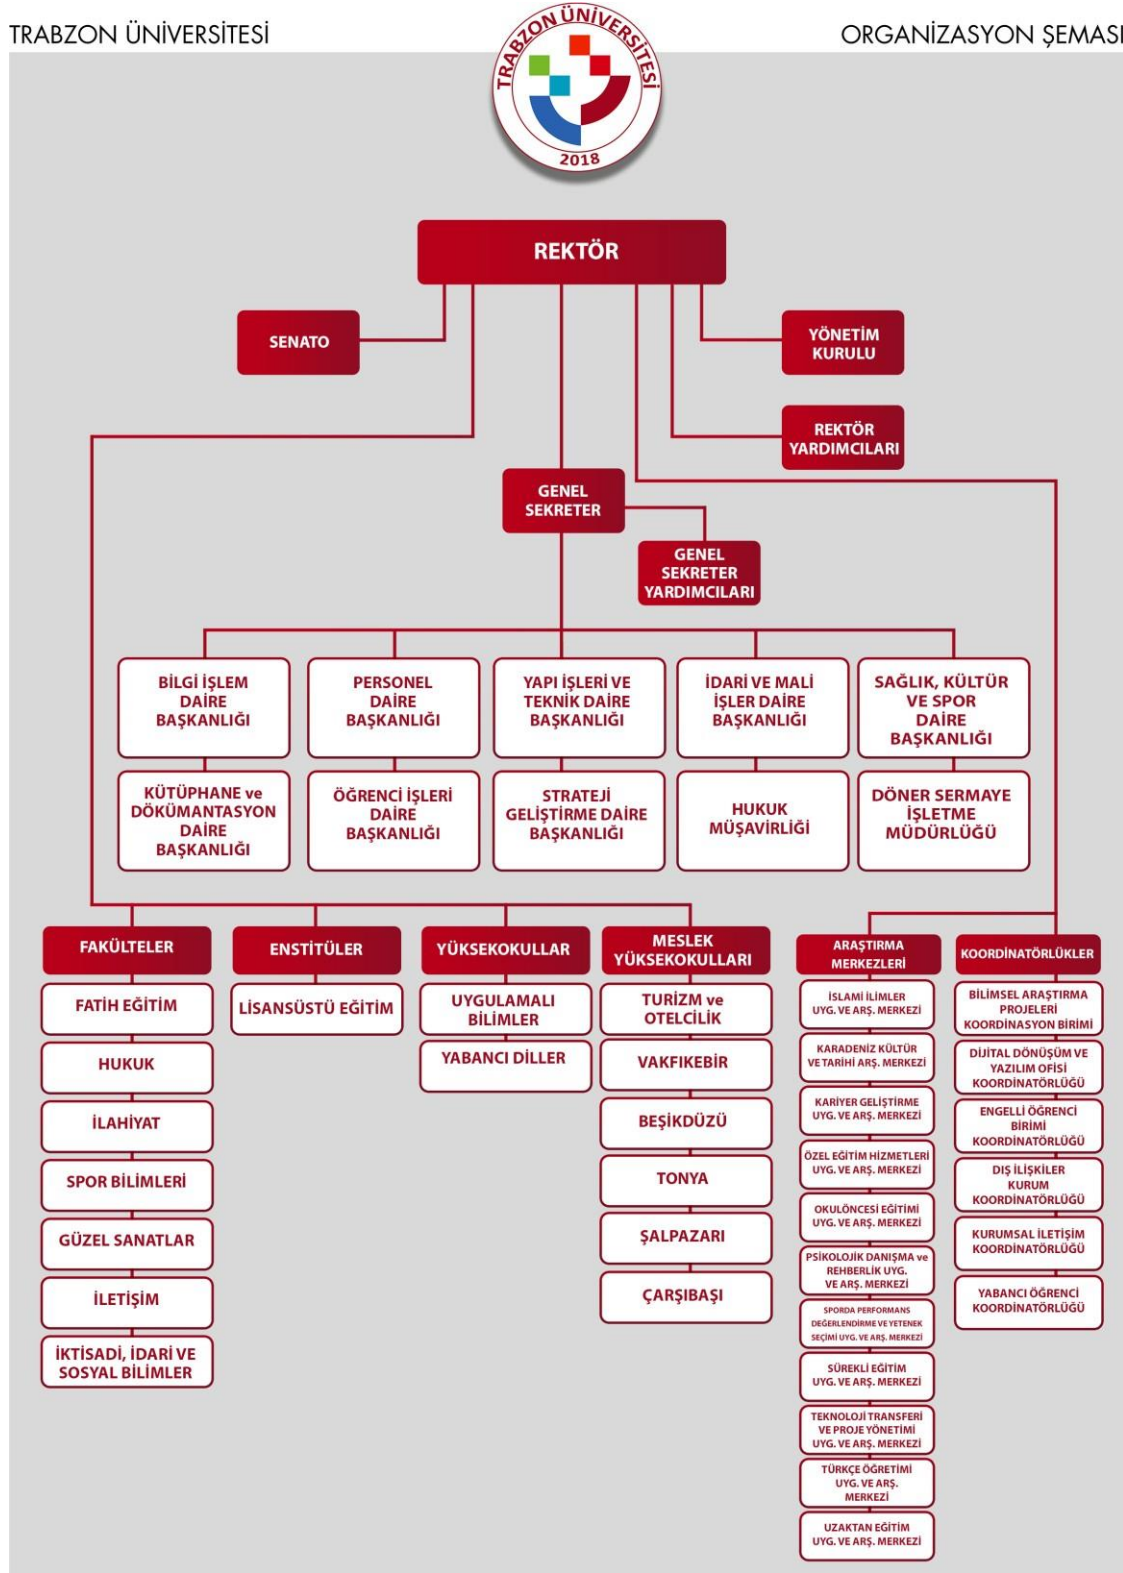 TRABZON ÜNİVERSİTESİ
ORGANİZASYON ŞEMASI
TRABZON ÜNİVERSİTESİ
2018
REKTÖR
SENATO
YÖNETİM
KURULU
REKTÖR
YARDIMCILARI
GENEL
SEKRETER
GENEL
SEKRETER
YARDIMCILARI
BİLGİ İŞLEM
DAİRE
BAŞKANLIĞI
PERSONEL
DAİRE
BAŞKANLIĞI
YAPI İŞLERİ VE
TEKNİK DAİRE
BAŞKANLIĞI
İDARİ VE MALİ
İŞLER DAİRE
BAŞKANLIĞI
SAĞLIK, KÜLTÜR
VE SPOR
DAİRE
BAŞKANLIĞI
KÜTÜPHANE ve
DÖKÜMANTASYON
DAİRE
BAŞKANLIĞI
ÖĞRENCİ İŞLERİ
DAİRE
BAŞKANLIĞI
STRATEJİ
GELİŞTİRME DAİRE
BAŞKANLIĞI
HUKUK
MÜŞAVİRLİĞİ
DÖNER SERMAYE
İŞLETME
MÜDÜRLÜĞÜ
FAKÜLTELER
FATİH EĞİTİM
HUKUK
İLAHİYAT
SPOR BİLİMLERİ
GÜZEL SANATLAR
İLETİŞİM
İKTİSADİ, İDARİ VE
SOSYAL BİLİMLER
ENSTİTÜLER
LİSANSÜSTÜ EĞİTİM
YÜKSEKOKULLAR
UYGULAMALI
BİLİMLER
YABANCI DİLLER
MESLEK
YÜKSEKOKULLARI
TURİZM ve
OTELCİLİK
VAKFIKEBİR
BEŞİKDÜZÜ
TONYA
ŞALPAZARI
ÇARŞIBAŞI
ARAŞTIRMA
MERKEZLERİ
İSLAMİ İLİMLER
UYG. VE ARŞ. MERKEZİ
KARADENİZ KÜLTÜR
VE TARİHİ ARŞ. MERKEZİ
KARİYER GELİŞTİRME
UYG. VE ARŞ. MERKEZİ
ÖZEL EĞİTİM HİZMETLERİ
UYG. VE ARŞ. MERKEZİ
OKULÖNCESİ EĞİTİMİ
UYG. VE ARŞ. MERKEZİ
PSİKOLOJİK DANIŞMA ve
REHBERLİK UYG.
VE ARŞ. MERKEZİ
SPORDA PERFORMANS
DEĞERLENDİRME VE YETENEK
SEÇİMİ UYG. VE ARŞ. MERKEZİ
SÜREKLİ EĞİTİM
UYG. VE ARŞ. MERKEZİ
TEKNOLOJİ TRANSFERİ
VE PROJE YÖNETİMİ
UYG. VE ARŞ. MERKEZİ
TÜRKÇE ÖĞRETİMİ
UYG. VE ARŞ.
MERKEZİ
UZAKTAN EĞİTİM
UYG. VE ARŞ. MERKEZİ
KOORDİNATÖRLÜKLER
BİLİMSEL ARAŞTIRMA
PROJELERİ
KOORDİNASYON BİRİMİ
DİJİTAL DÖNÜŞÜM VE
YAZILIM OFİSİ
KOORDİNATÖRLÜĞÜ
ENGELLİ ÖĞRENCİ
BİRİMİ
KOORDİNATÖRLÜĞÜ
DIŞ İLİŞKİLER
KURUM
KOORDİNATÖRLÜĞÜ
KURUMSAL İLETİŞİM
KOORDİNATÖRLÜĞÜ
YABANCI ÖĞRENCİ
KOORDİNATÖRLÜĞÜ